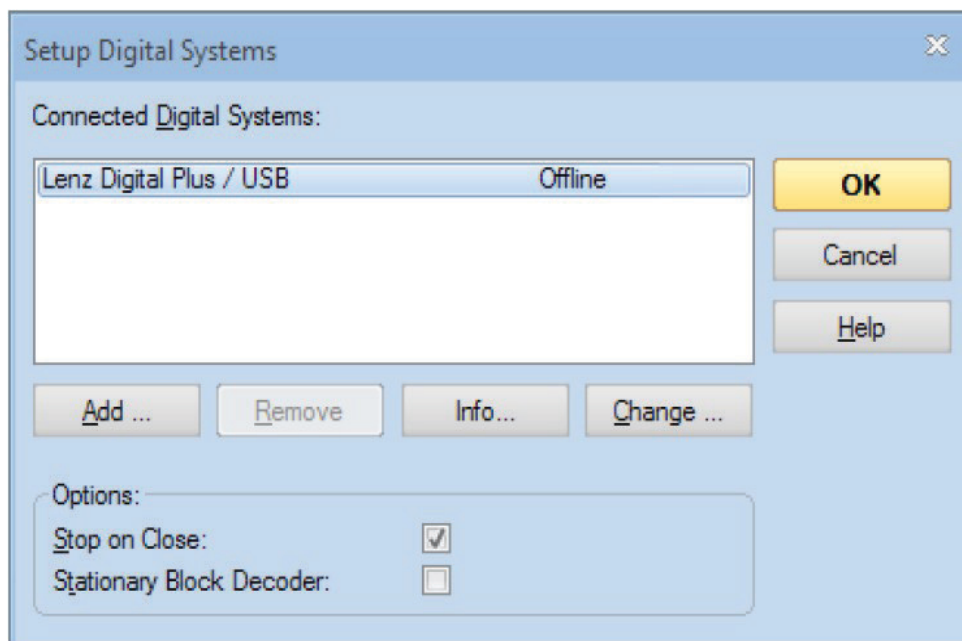 Setup Digital Systems
Connected Digital Systems:
Lenz Digital Plus / USB Offline
OK
Cancel
Help
Add ... Remove Info... Change ...
Options:
Stop on Close:
Stationary Block Decoder: